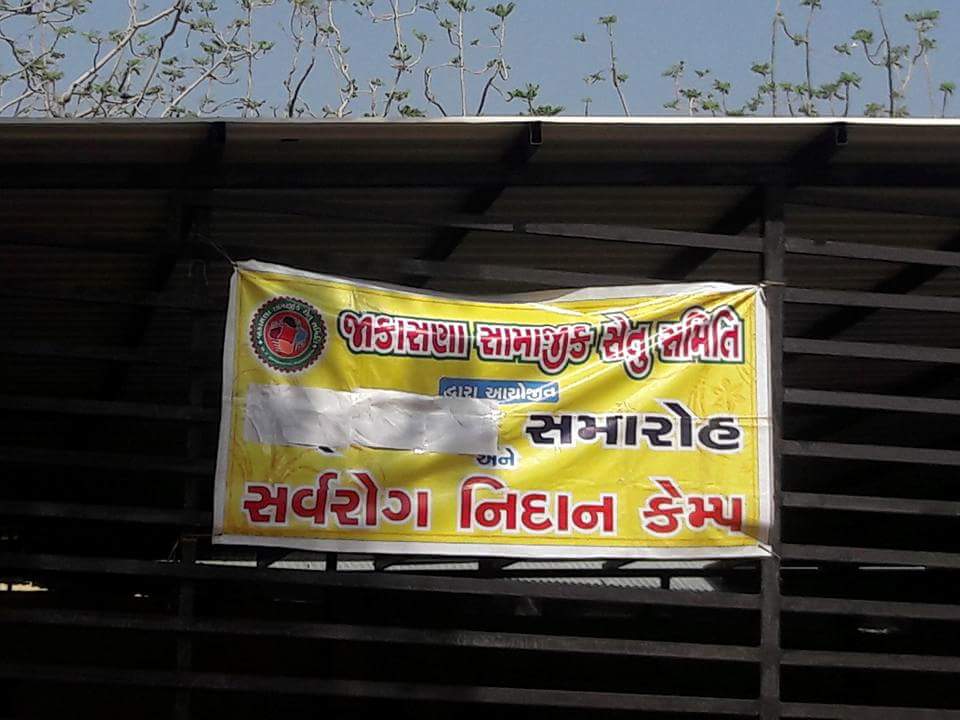 જાકાસણા સામાજીક સેતુ સમિતિ
દ્વારા આયોજીત
સમારોહ
અને
સર્વરોગ નિદાન કેમ્પ